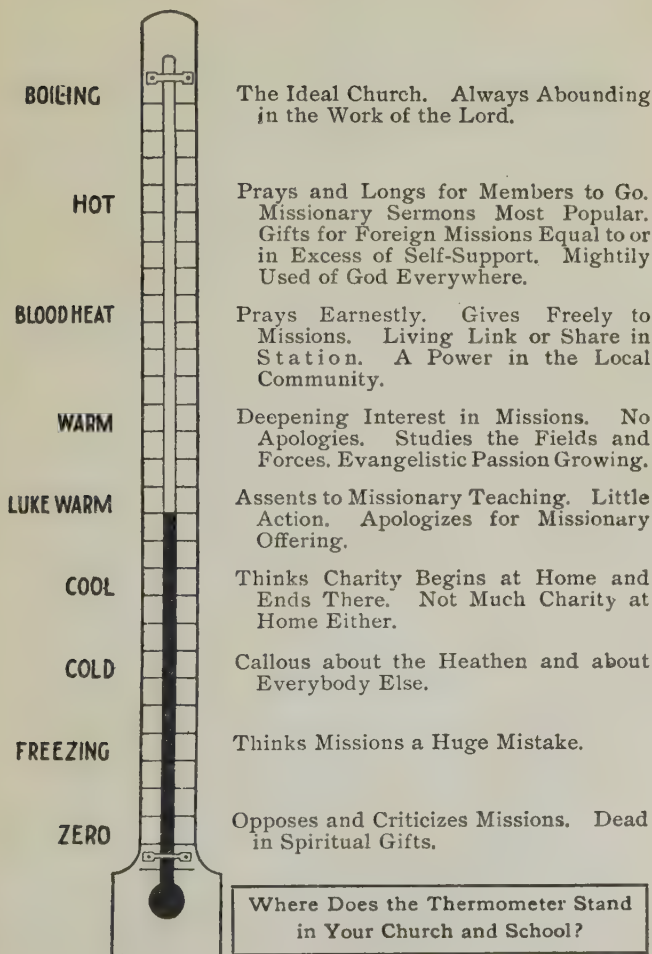 BOILING
The Ideal Church. Always Abounding
in the Work of the Lord.
HOT
Prays and Longs for Members to Go.
Missionary Sermons Most Popular.
Gifts for Foreign Missions Equal to or
in Excess of Self-Support. Mightily
Used of God Everywhere.
BLOOD HEAT
Prays Earnestly. Gives Freely to
Missions. Living Link or Share in
Station. A Power in the Local
Community.
WARM
Deepening Interest in Missions. No
Apologies. Studies the Fields and
Forces. Evangelistic Passion Growing.
LUKE WARM
Assents to Missionary Teaching. Little
Action. Apologizes for Missionary
Offering.
COOL
Thinks Charity Begins at Home and
Ends There. Not Much Charity at
Home Either.
COLD
Callous about the Heathen and about
Everybody Else.
FREEZING
Thinks Missions a Huge Mistake.
ZERO
Opposes and Criticizes Missions. Dead
in Spiritual Gifts.
Where Does the Thermometer Stand
in Your Church and School?